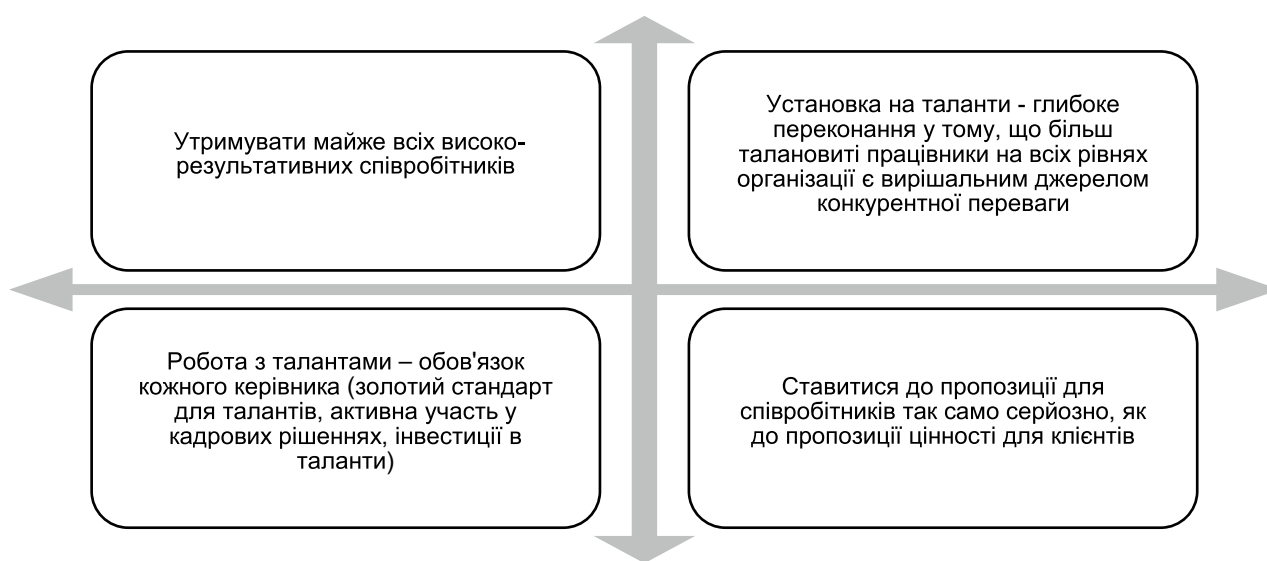 Утримувати майже всіх високо-
результативних співробітників
Установка на таланти - глибоке
переконання у тому, що більш
талановиті працівники на всіх рівнях
організації є вирішальним джерелом
конкурентної переваги
Робота з талантами – обов'язок
кожного керівника (золотий стандарт
для талантів, активна участь у
кадрових рішеннях, інвестиції в
таланти)
Ставитися до пропозиції для
співробітників так само серйозно, як
до пропозиції цінності для клієнтів